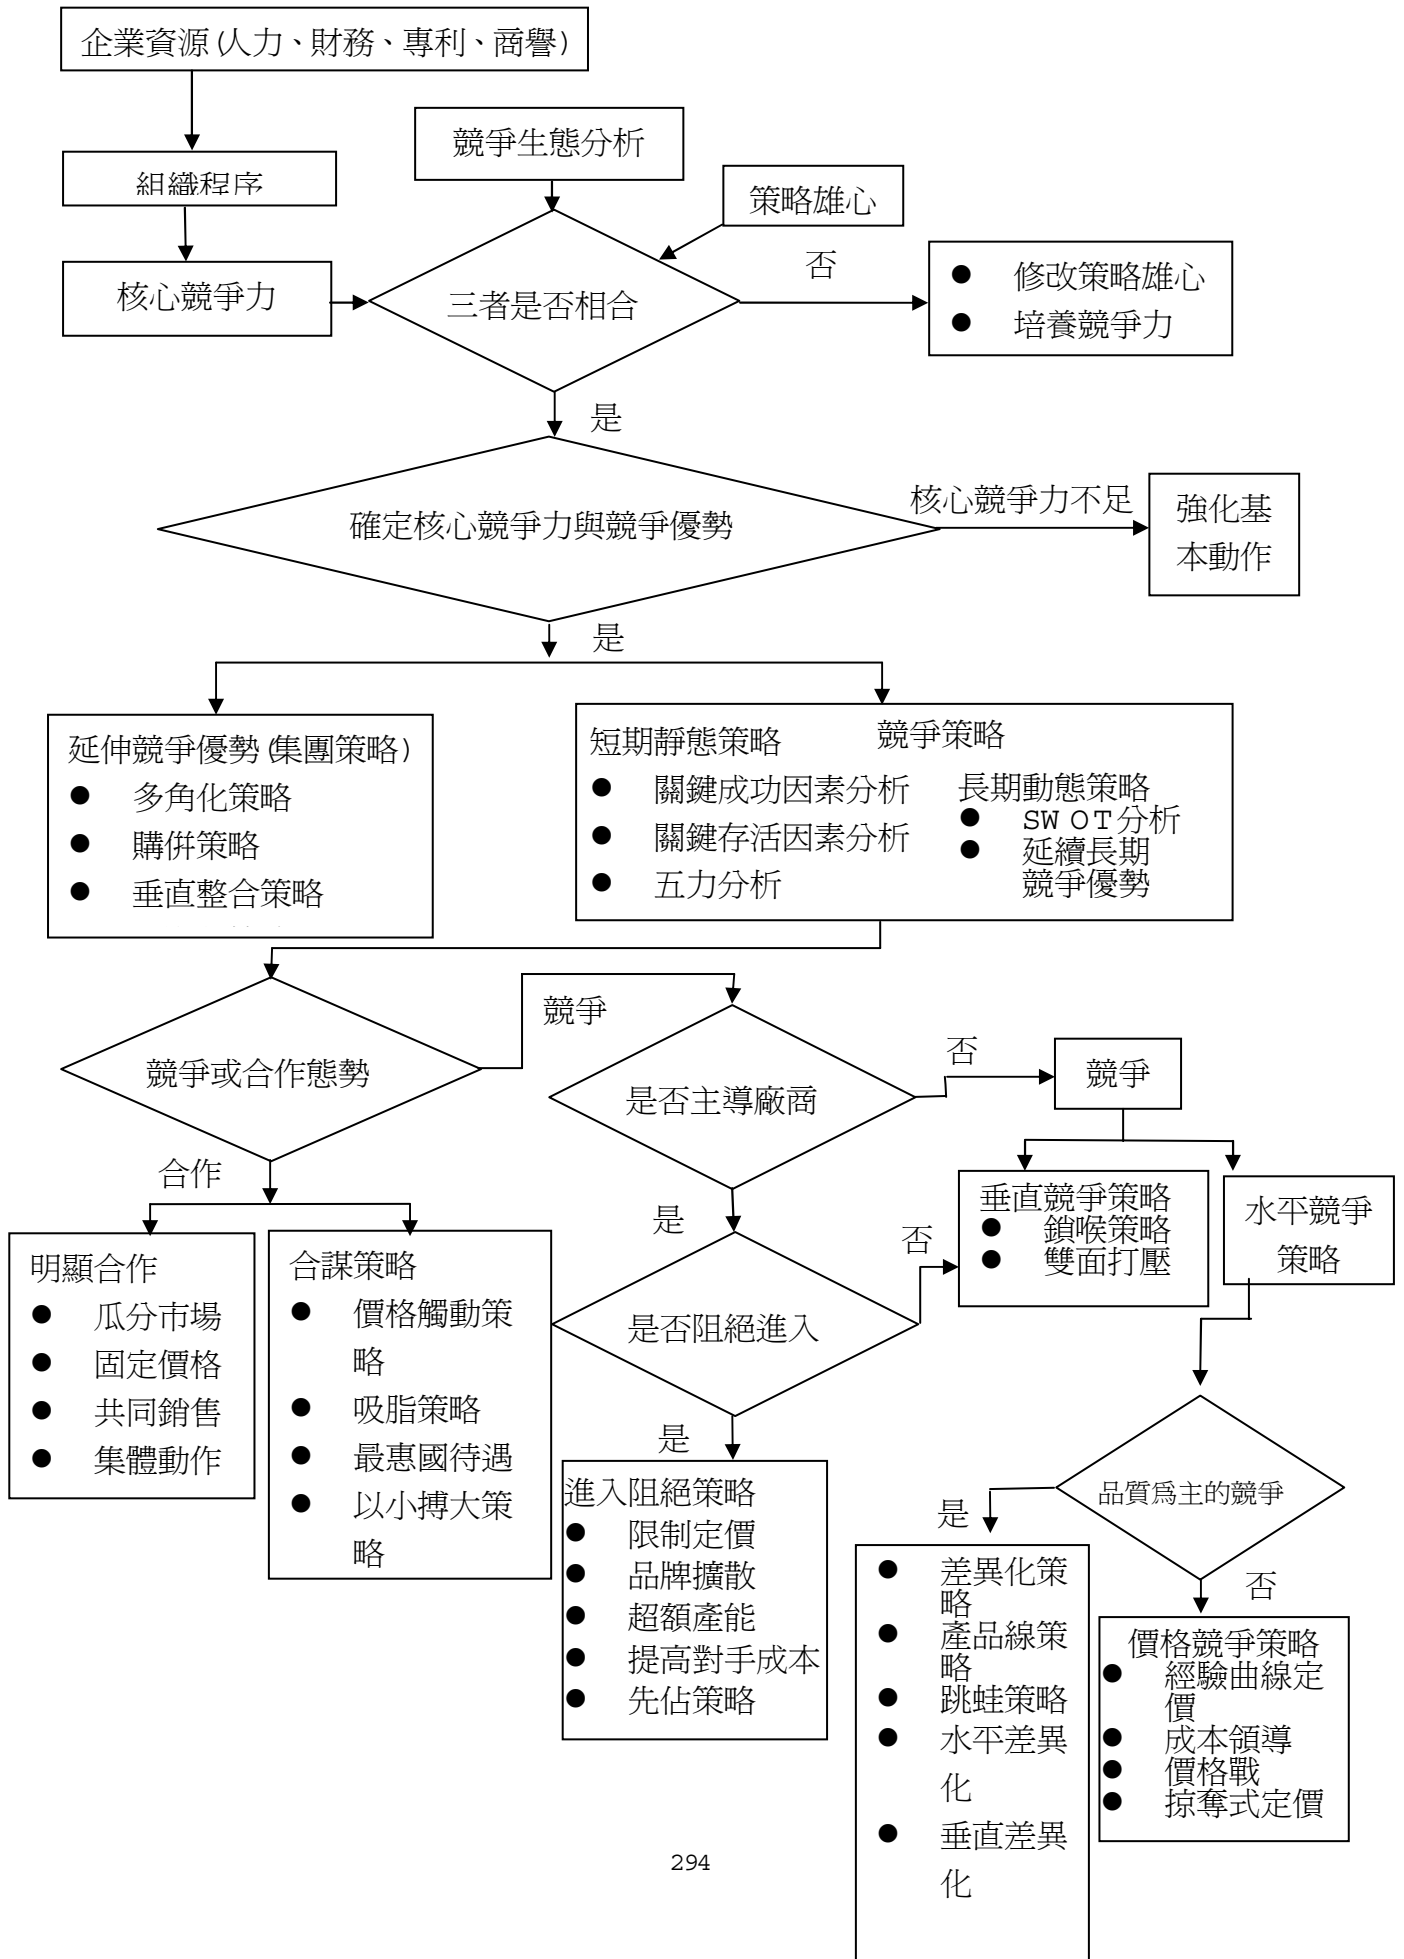 企業資源(人力、財務、專利、商譽)
競爭生態分析
組織程序
策略雄心
核心競爭力
三者是否相合
否
● 修改策略雄心
● 培養競爭力
是
確定核心競爭力與競爭優勢
核心競爭力不足
強化基
本動作
是
延伸競爭優勢(集團策略)
● 多角化策略
● 購併策略
● 垂直整合策略
競爭策略
短期靜態策略
● 關鍵成功因素分析
● 關鍵存活因素分析
● 五力分析
長期動態策略
● SWOT分析
● 延續長期
競爭優勢
競爭或合作態勢
競爭
是否主導廠商
否
競爭
合作
是
垂直競爭策略
● 鎖喉策略
● 雙面打壓
水平競爭
策略
明顯合作
● 瓜分市場
● 固定價格
● 共同銷售
● 集體動作
合謀策略
● 價格觸動策
略
● 吸脂策略
● 最惠國待遇
● 以小搏大策
略
是否阻絕進入
否
是
進入阻絕策略
● 限制定價
● 品牌擴散
● 超額產能
● 提高對手成本
● 先佔策略
品質為主的競爭
是
● 差異化策
略
● 產品線策
略
● 跳蛙策略
● 水平差異
化
● 垂直差異
化
否
價格競爭策略
● 經驗曲線定
價
● 成本領導
● 價格戰
● 掠奪式定價
294